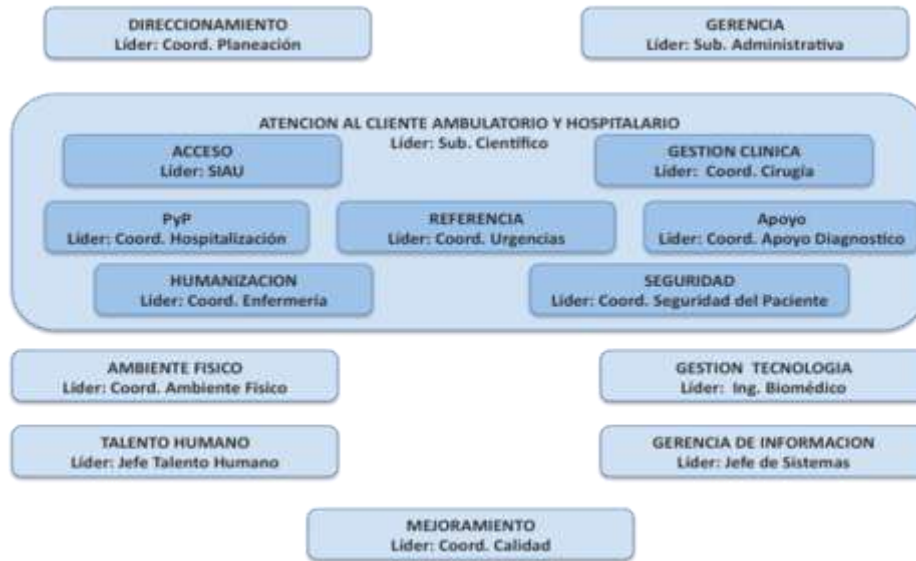 DIRECCIONAMIENTO
Líder: Coord. Planeación
GERENCIA
Líder: Sub. Administrativa
ATENCION AL CLIENTE AMBULATORIO Y HOSPITALARIO
Líder: Sub. Científico
ACCESO
Líder: SIAU
GESTION CLINICA
Líder: Coord. Cirugía
PyP
Líder: Coord. Hospitalización
REFERENCIA
Líder: Coord. Urgencias
Apoyo
Líder: Coord. Apoyo Diagnostico
HUMANIZACION
Líder: Coord. Enfermería
SEGURIDAD
Líder: Coord. Seguridad del Paciente
AMBIENTE FISICO
Líder: Coord. Ambiente Fisico
GESTION TECNOLOGIA
Líder: Ing. Biomédico
TALENTO HUMANO
Líder: Jefe Talento Humano
GERENCIA DE INFORMACION
Líder: Jefe de Sistemas
MEJORAMIENTO
Líder: Coord. Calidad